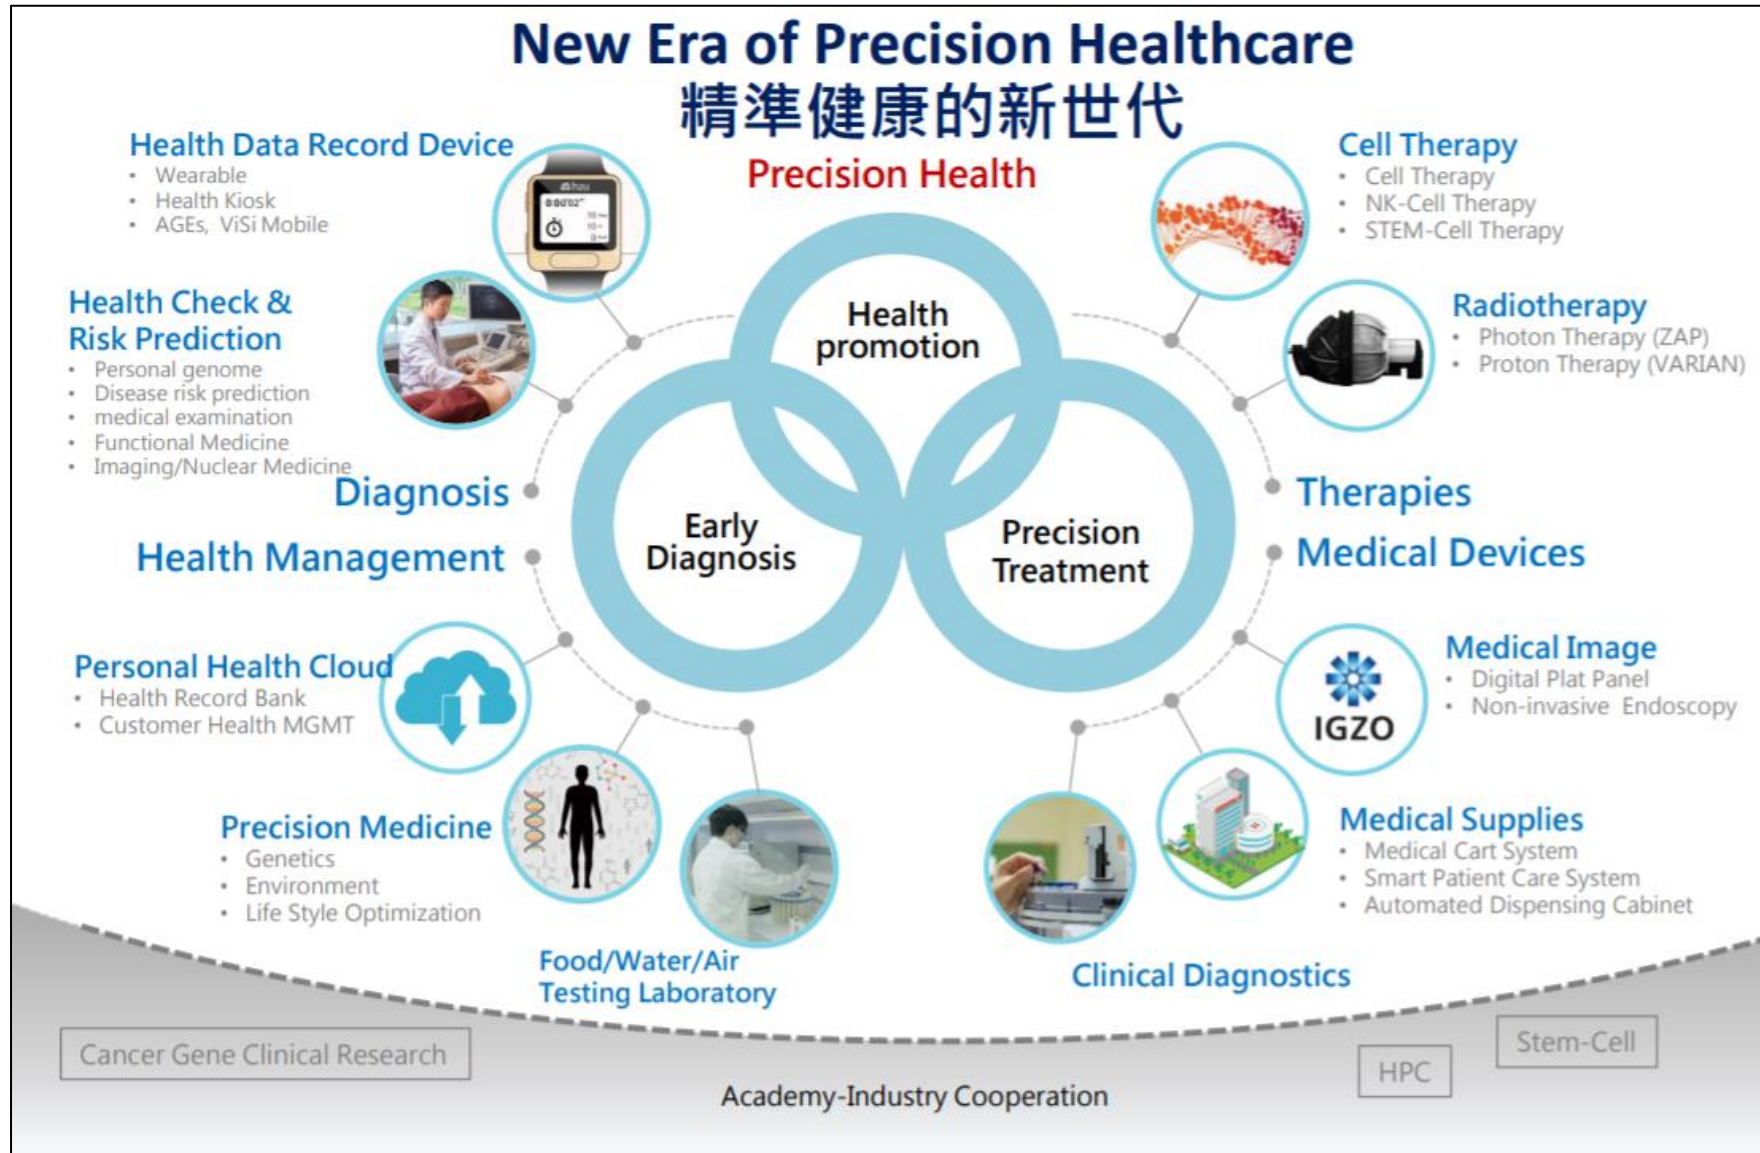 New Era of Precision Healthcare
精準健康的新世代
Precision Health
Health Data Record Device
• Wearable
• Health Kiosk
• AGEs, ViSi Mobile
Health Check &
Risk Prediction
• Personal genome
• Disease risk prediction
• medical examination
• Functional Medicine
• Imaging/Nuclear Medicine
Diagnosis
Health Management
Personal Health Cloud
• Health Record Bank
• Customer Health MGMT
Precision Medicine
• Genetics
• Environment
• Life Style Optimization
Food/Water/Air
Testing Laboratory
0:00'02"
Health
promotion
Early
Diagnosis
Precision
Treatment
Cell Therapy
• Cell Therapy
• NK-Cell Therapy
• STEM-Cell Therapy
Radiotherapy
• Photon Therapy (ZAP)
• Proton Therapy (VARIAN)
Therapies
Medical Devices
Medical Image
• Digital Plat Panel
• Non-invasive Endoscopy
IGZO
Medical Supplies
• Medical Cart System
• Smart Patient Care System
• Automated Dispensing Cabinet
Clinical Diagnostics
Cancer Gene Clinical Research
Academy-Industry Cooperation
HPC
Stem-Cell